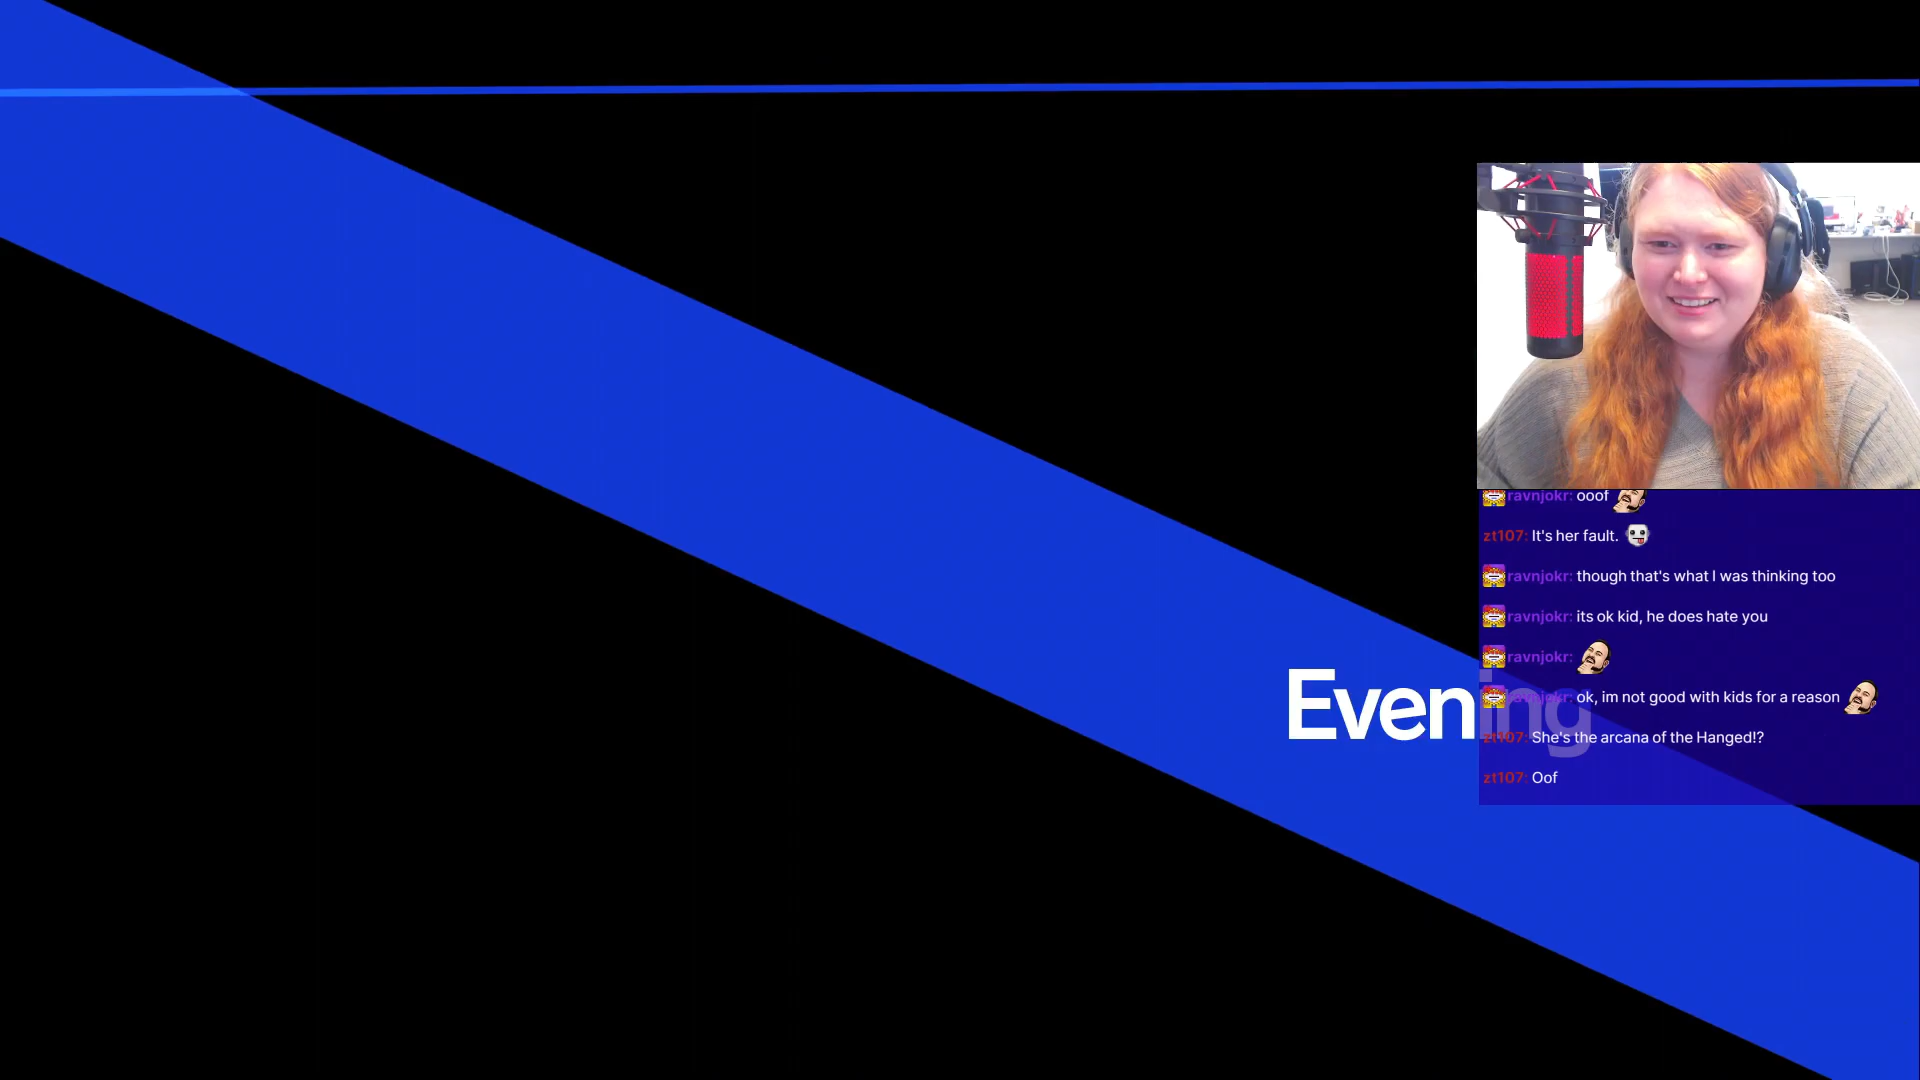 ravnjokr: ooof
zt107: It's her fault.
ravnjokr: though that's what I was thinking too
ravnjokr: its ok kid, he does hate you
ravnjokr:
Evening
ravnjokr: ok, im not good with kids for a reason
zt107: She's the arcana of the Hanged!?
zt107: Oof